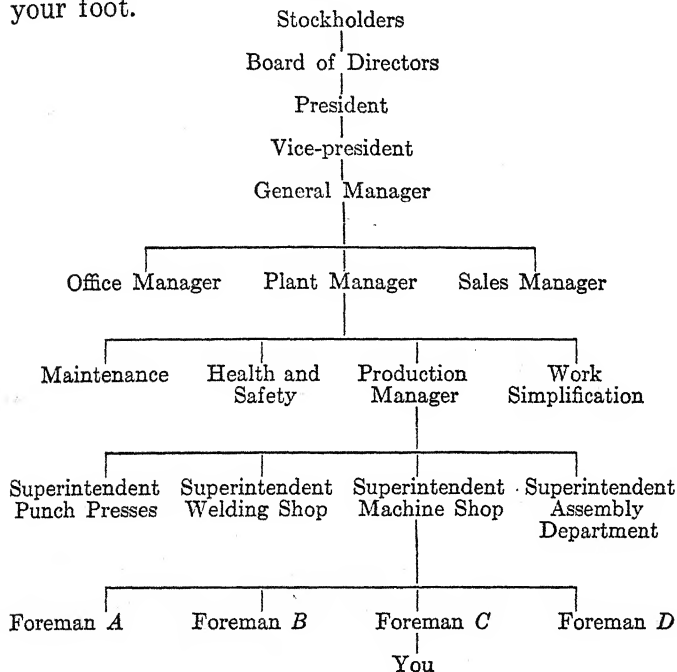 your foot.
Stockholders
Board of Directors
President
Vice-president
General Manager
Office Manager Plant Manager Sales Manager
Maintenance Health and Production Work
Safety Manager Simplification
Superintendent Superintendent Superintendent Superintendent
Punch Presses Welding Shop Machine Shop Assembly
Department
Foreman A Foreman B Foreman C Foreman D
You